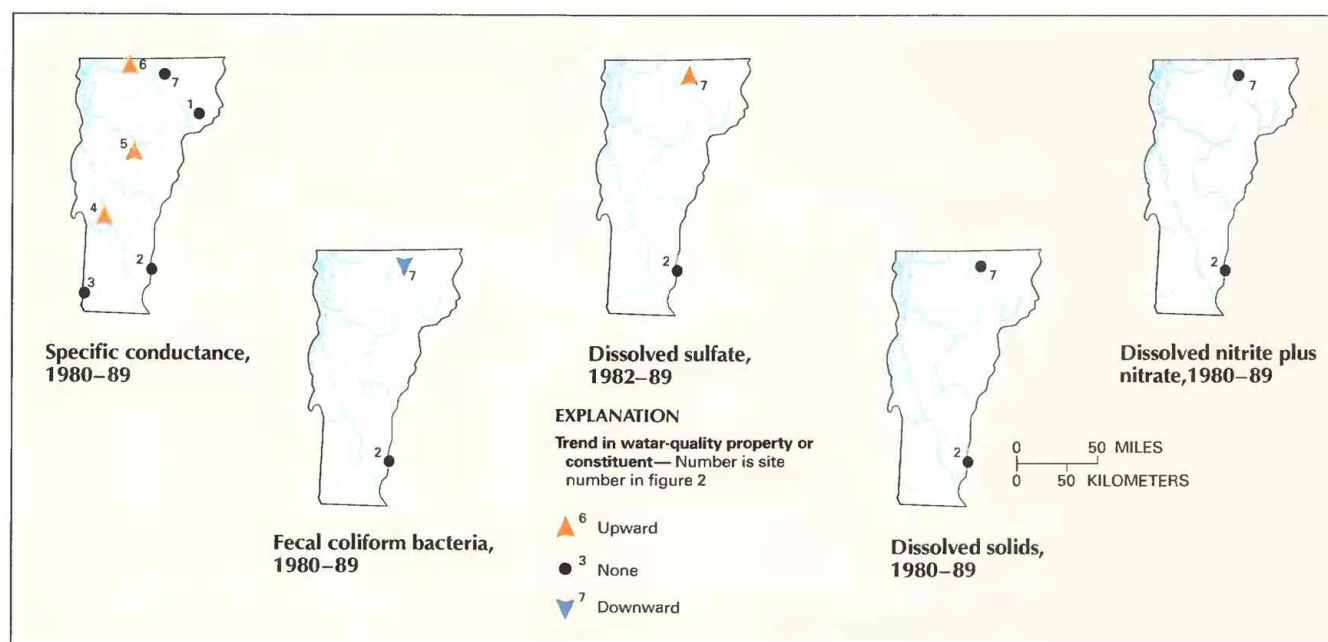 6
7
1
5
4
2
3
Specific conductance,
1980–89
7
2
Fecal coliform bacteria,
1980–89
7
2
Dissolved sulfate,
1982–89
EXPLANATION
Trend in watar-quality property or
constituent— Number is site
number in figure 2
6 Upward
3 None
7 Downward
7
2
Dissolved solids,
1980–89
0 50 MILES
0 50 KILOMETERS
7
2
Dissolved nitrite plus
nitrate,1980–89